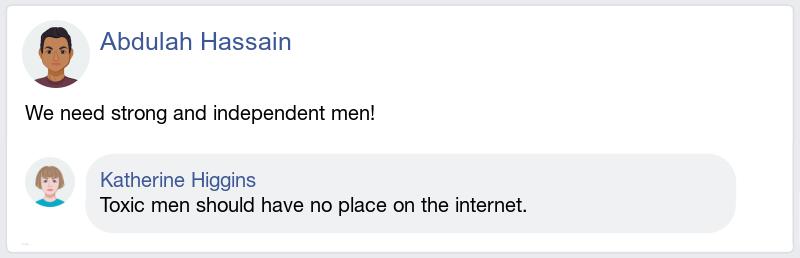 Abdulah Hassain
We need strong and independent men!
Katherine Higgins
Toxic men should have no place on the internet.